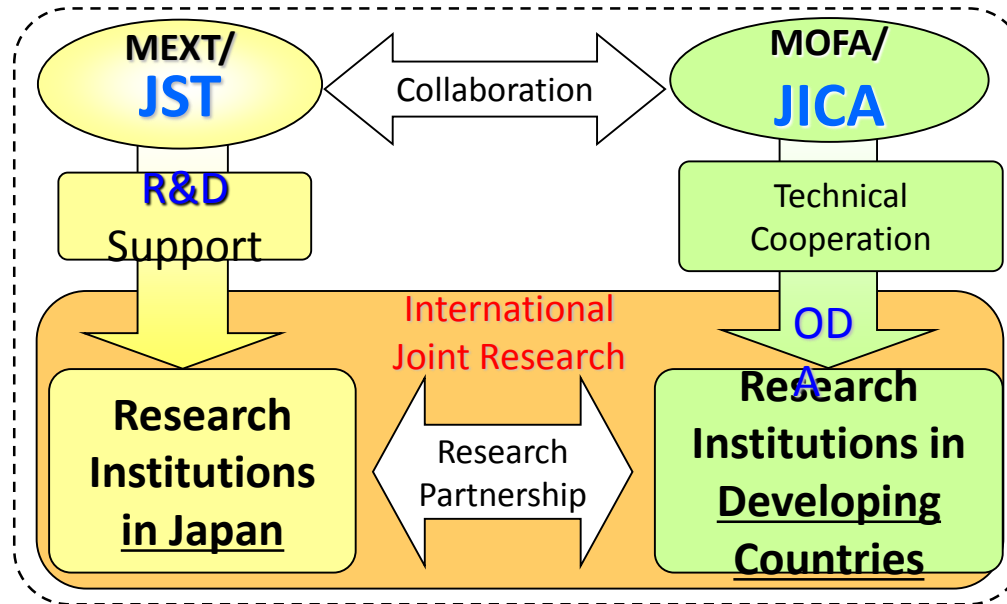 MEXT/
JST
Collaboration
MOFA/
JICA
R&D
Support
Technical
Cooperation
International
Joint Research
OD
A
Research
Institutions
in Japan
Research
Partnership
Research
Institutions in
Developing
Countries